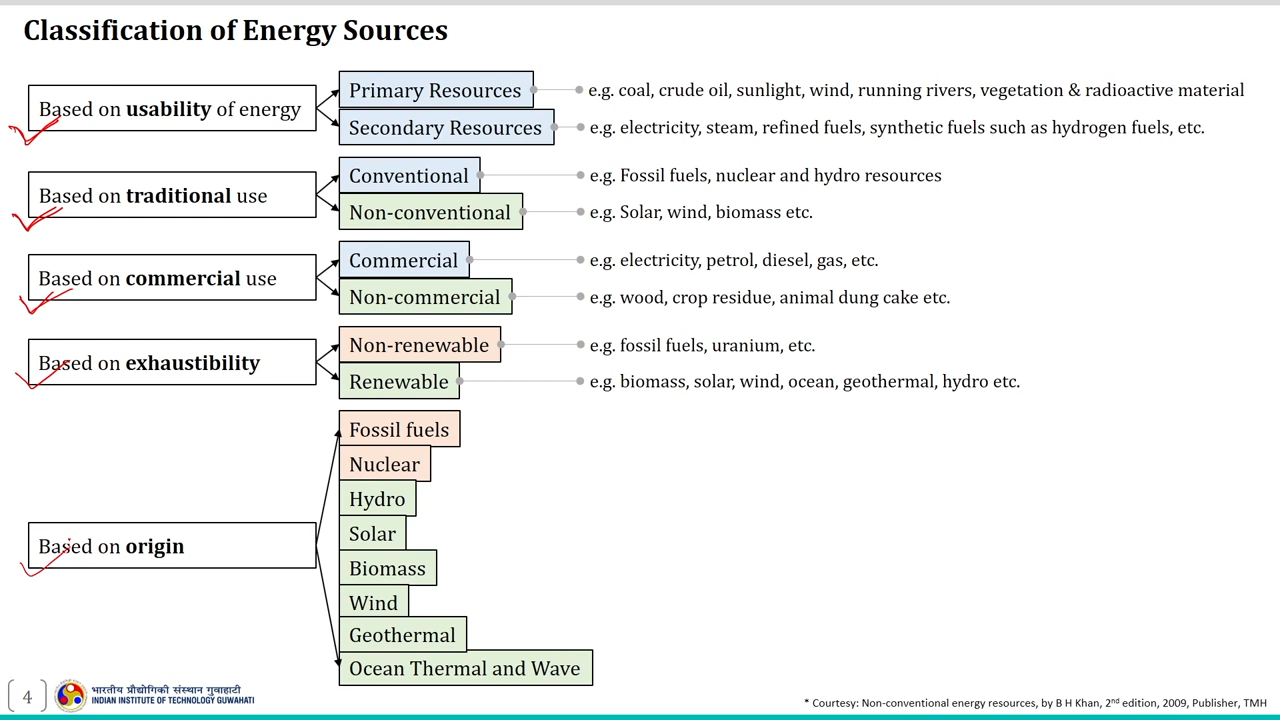 Classification of Energy Sources
Based on usability of energy
Primary Resources
e.g. coal, crude oil, sunlight, wind, running rivers, vegetation & radioactive material
Secondary Resources
e.g. electricity, steam, refined fuels, synthetic fuels such as hydrogen fuels, etc.
Based on traditional use
Conventional
e.g. Fossil fuels, nuclear and hydro resources
Non-conventional
e.g. Solar, wind, biomass etc.
Based on commercial use
Commercial
e.g. electricity, petrol, diesel, gas, etc.
Non-commercial
e.g. wood, crop residue, animal dung cake etc.
Based on exhaustibility
Non-renewable
e.g. fossil fuels, uranium, etc.
Renewable
e.g. biomass, solar, wind, ocean, geothermal, hydro etc.
Based on origin
Fossil fuels
Nuclear
Hydro
Solar
Biomass
Wind
Geothermal
Ocean Thermal and Wave
4
भारतीय प्रौद्योगिकी संस्थान गुवाहाटी
INDIAN INSTITUTE OF TECHNOLOGY GUWAHATI
* Courtesy: Non-conventional energy resources, by B H Khan, 2nd edition, 2009, Publisher, TMH